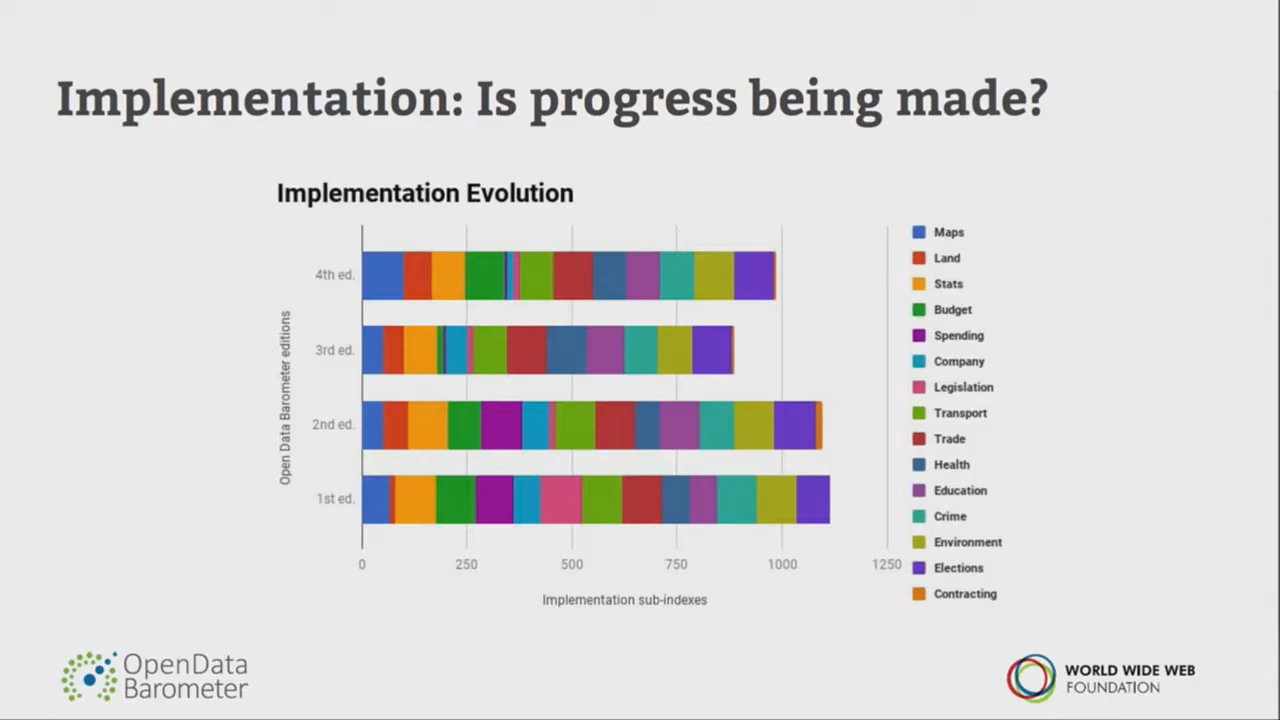 Implementation: Is progress being made?
Implementation Evolution
Open Data Barometer editions
4th ed.
3rd ed.
2nd ed.
1st ed.
0
250
500
750
1000
1250
Implementation sub-indexes
Maps
Land
Stats
Budget
Spending
Company
Legislation
Transport
Trade
Health
Education
Crime
Environment
Elections
Contracting
OpenData
Barometer
WORLD WIDE WEB
FOUNDATION